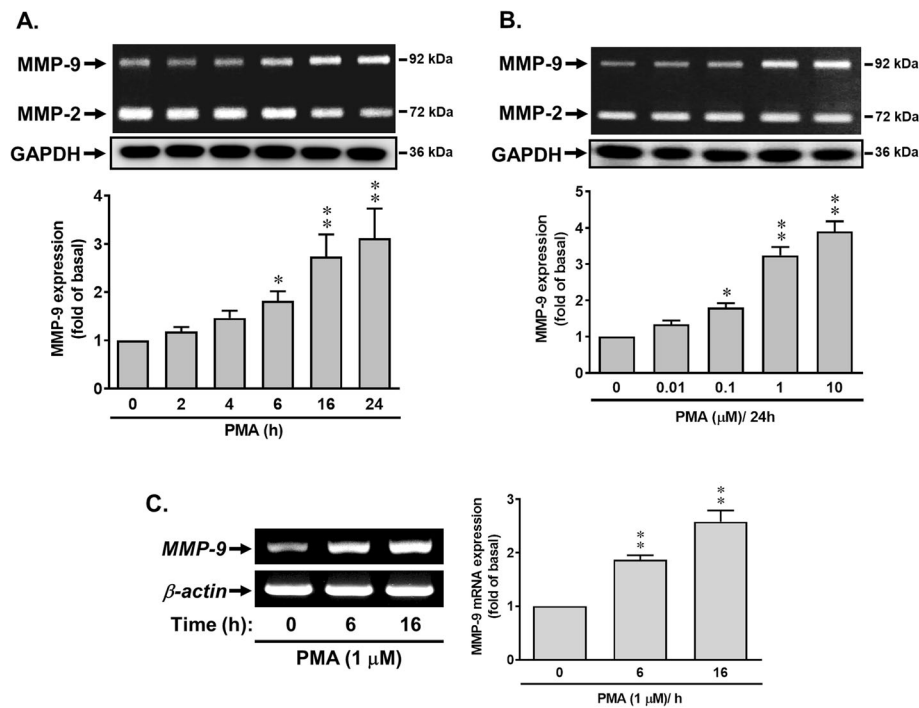 A.
MMP-9
92 kDa
MMP-2
72 kDa
GAPDH
36 kDa
MMP-9 expression
(fold of basal)
4
3
2
1
0
*
**
**
0 2 4 6 16 24
PMA (h)
B.
MMP-9
92 kDa
MMP-2
72 kDa
GAPDH
36 kDa
MMP-9 expression
(fold of basal)
5
4
3
2
1
0
*
**
**
0 0.01 0.1 1 10
PMA (μM)/ 24h
C.
MMP-9
β-actin
Time (h): 0 6 16
PMA (1 μM)
MMP-9 mRNA expression
(fold of basal)
3
2
1
0
**
**
0 6 16
PMA (1 μM)/ h